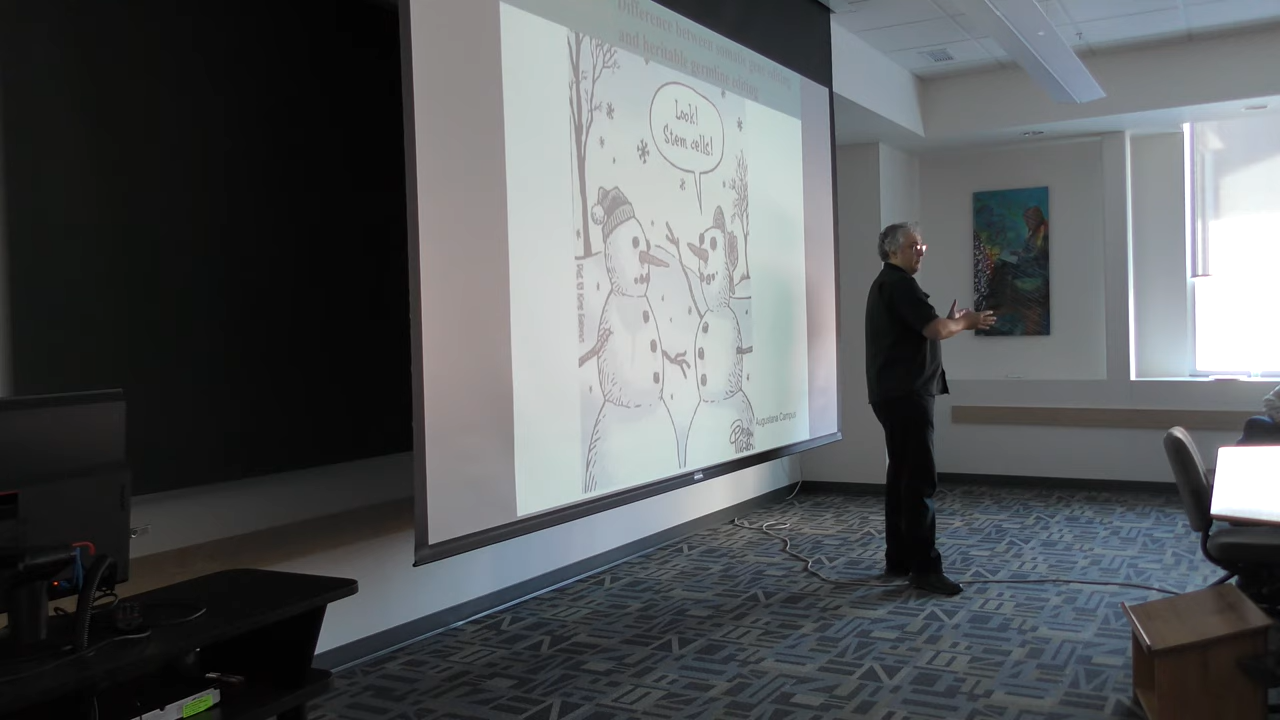 Difference between somatic gene editing
and heritable germline editing
Look!
Stem cells!
Augustana Campus